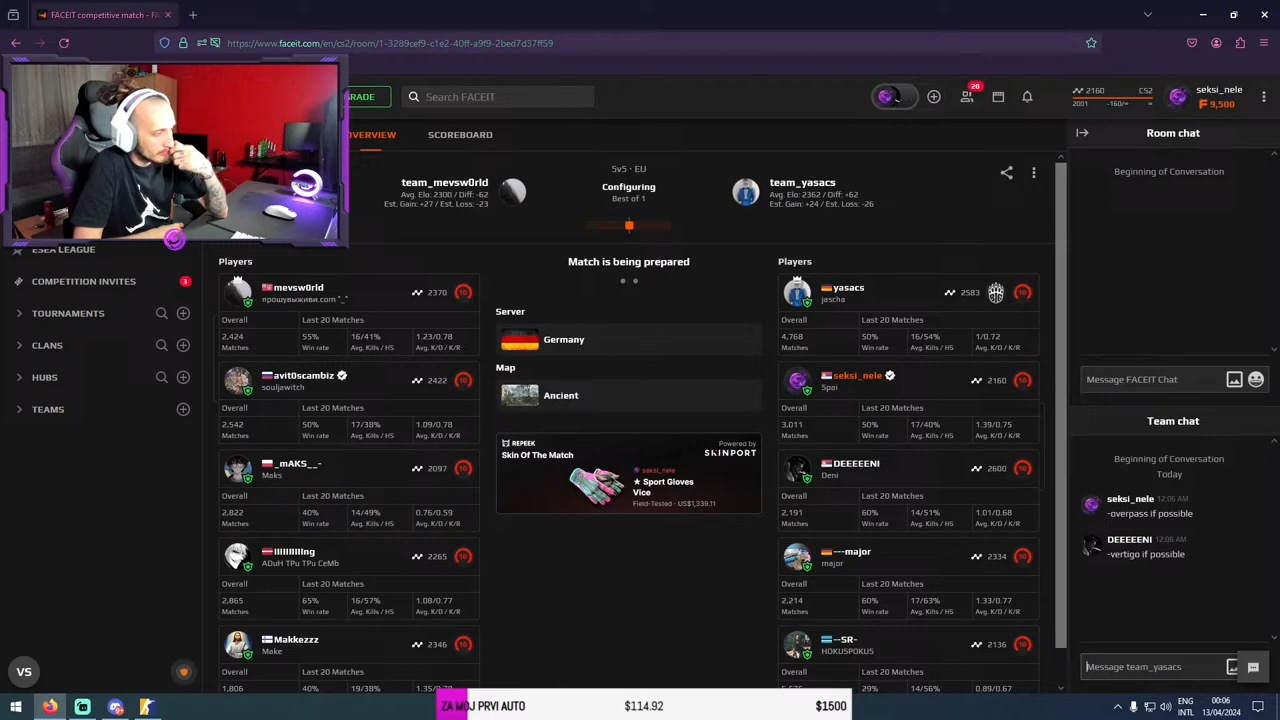 FACEIT competitive match - FA
https://www.faceit.com/en/cs2/room/1-3289cef9-c1e2-40ff-a9f9-2bed7d37ff59
RADE
Search FACEIT
20
2160 CS2
2001 -160/∞
seksi_nele
9,500
OVERVIEW
SCOREBOARD
Room chat
Beginning of Conversation
team_mevsw0rld
Avg. Elo: 2300 / Diff: -62
Est. Gain: +27 / Est. Loss: -23
5v5 · EU
Configuring
Best of 1
team_yasacs
Avg. Elo: 2362 / Diff: +62
Est. Gain: +24 / Est. Loss: -26
ESEA LEAGUE
COMPETITION INVITES
3
TOURNAMENTS
CLANS
HUBS
TEAMS
VS
Players
mevsw0rld
прошувыживи.com ˆ_ˆ
2370
10
Overall
Last 20 Matches
2,424
55%
16/41%
1.23/0.78
Matches
Win rate
Avg. Kills / HS
Avg. K/D / K/R
avit0scambiz
souljawitch
2422
10
Overall
Last 20 Matches
2,542
50%
17/38%
1.09/0.78
Matches
Win rate
Avg. Kills / HS
Avg. K/D / K/R
_mAKS__-
Maks
2097
10
Overall
Last 20 Matches
2,822
40%
14/49%
0.76/0.59
Matches
Win rate
Avg. Kills / HS
Avg. K/D / K/R
ADuH TPu TPu CeMb
2265
10
Overall
Last 20 Matches
2,865
65%
16/57%
1.08/0.77
Matches
Win rate
Avg. Kills / HS
Avg. K/D / K/R
Makkezzz
Make
2346
10
Overall
Last 20 Matches
1,806
40%
19/38%
Match is being prepared
Server
Germany
Map
Ancient
REPEEK
Skin Of The Match
Powered by
SKINPORT
seksi_nele
★ Sport Gloves
Vice
Field-Tested - US$1,339.11
Players
yasacs
jascha
2583
10
Overall
Last 20 Matches
4,768
50%
16/54%
1/0.72
Matches
Win rate
Avg. Kills / HS
Avg. K/D / K/R
seksi_nele
5pai
2160
10
Overall
Last 20 Matches
3,011
50%
17/40%
1.39/0.75
Matches
Win rate
Avg. Kills / HS
Avg. K/D / K/R
DEEEEENI
Deni
2600
10
Overall
Last 20 Matches
2,191
60%
14/51%
1.01/0.68
Matches
Win rate
Avg. Kills / HS
Avg. K/D / K/R
---major
major
2334
10
Overall
Last 20 Matches
2,214
60%
17/63%
1.33/0.77
Matches
Win rate
Avg. Kills / HS
Avg. K/D / K/R
--SR-
HOKUSPOKUS
2136
10
Overall
Last 20 Matches
29%
14/56%
0.89/0.67
Message FACEIT Chat
Team chat
Beginning of Conversation
Today
seksi_nele 12:06 AM
-overpass if possible
DEEEEENI 12:06 AM
-vertigo if possible
Message team_yasacs
ZA MOJ PRVI AUTO
$114.92
$1500
ENG
INTL
00:06
13/04/2024